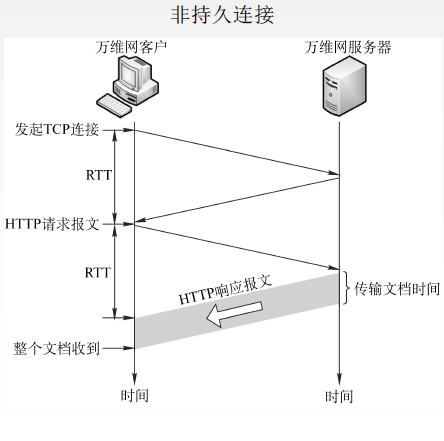 非持久连接
万维网客户
万维网服务器
发起TCP连接
RTT
HTTP请求报文
RTT
HTTP响应报文
传输文档时间
整个文档收到
时间
时间